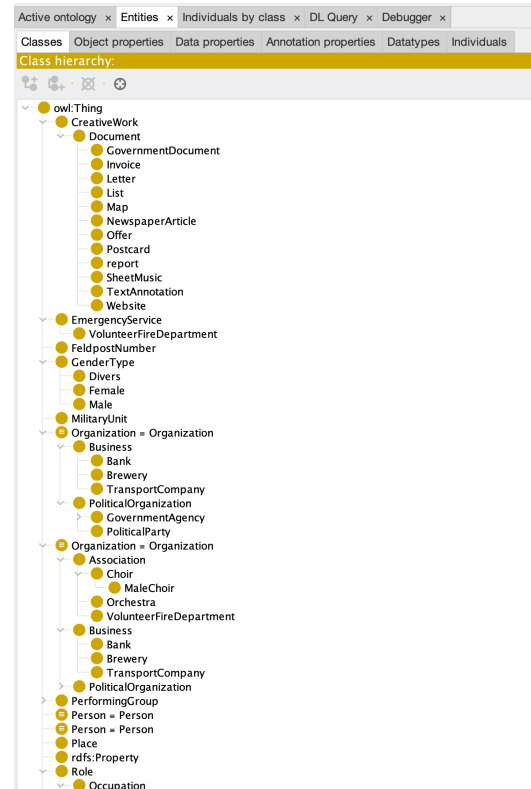 Active ontology × Entities × Individuals by class × DL Query × Debugger ×
Classes Object properties Data properties Annotation properties Datatypes Individuals
Class hierarchy:
owl:Thing
CreativeWork
Document
GovernmentDocument
Invoice
Letter
List
Map
NewspaperArticle
Offer
Postcard
report
SheetMusic
TextAnnotation
Website
EmergencyService
VolunteerFireDepartment
FeldpostNumber
GenderType
Divers
Female
Male
MilitaryUnit
Organization = Organization
Business
Bank
Brewery
TransportCompany
PoliticalOrganization
GovernmentAgency
PoliticalParty
Organization = Organization
Association
Choir
MaleChoir
Orchestra
VolunteerFireDepartment
Business
Bank
Brewery
TransportCompany
PoliticalOrganization
PerformingGroup
Person = Person
Person = Person
Place
rdfs:Property
Role
Occupation